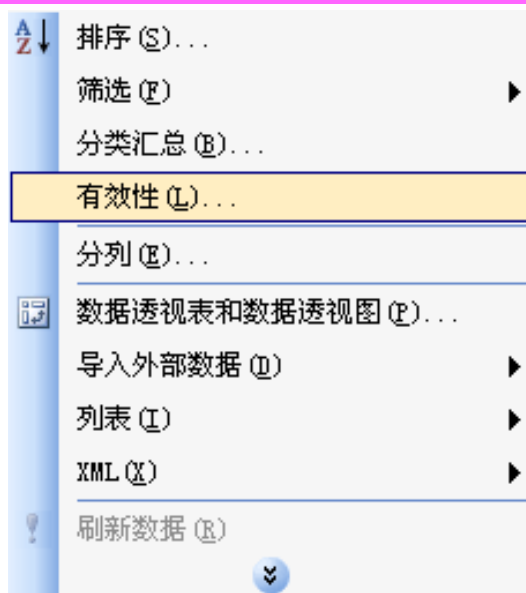 排序(S)...
筛选(F)
分类汇总(B)...
有效性(L)...
分列(E)...
数据透视表和数据透视图(P)...
导入外部数据(D)
列表(I)
XML(X)
刷新数据(R)